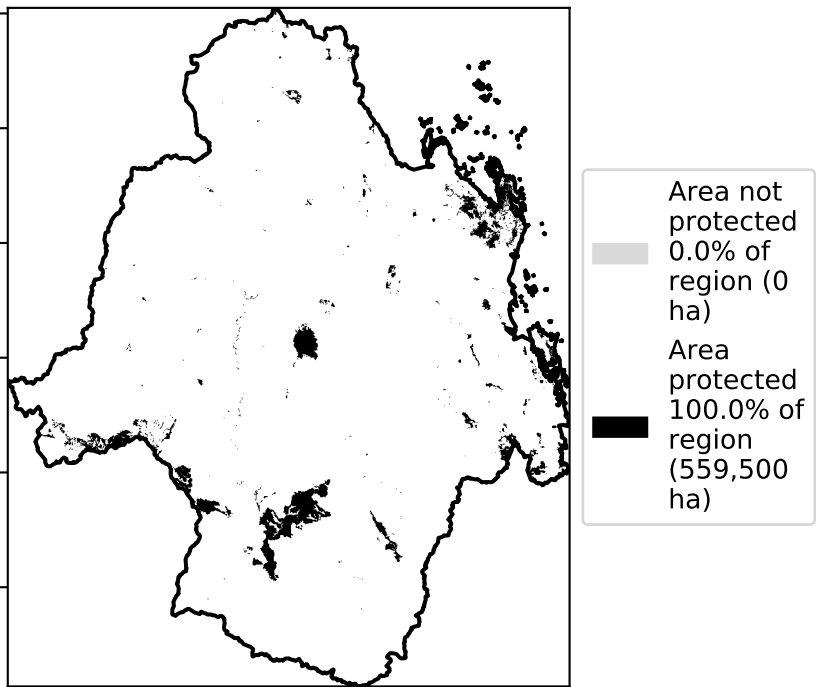 Area not
protected
0.0% of
region (0
ha)
Area
protected
100.0% of
region
(559,500
ha)